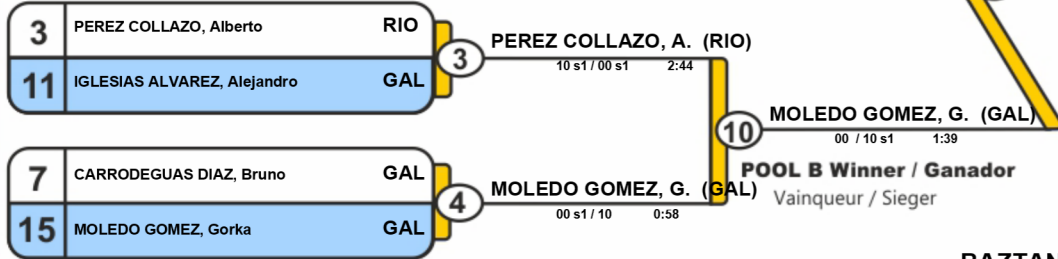 3 PEREZ COLLAZO, Alberto RIO
11 IGLESIAS ALVAREZ, Alejandro GAL
3
PEREZ COLLAZO, A. (RIO)
10 s1 / 00 s1 2:44
7 CARRODEGUAS DIAZ, Bruno GAL
15 MOLEDO GOMEZ, Gorka GAL
4
MOLEDO GOMEZ, G. (GAL)
00 s1 / 10 0:58
10
MOLEDO GOMEZ, G. (GAL)
00 / 10 s1 1:39
POOL B Winner / Ganador
Vainqueur / Sieger